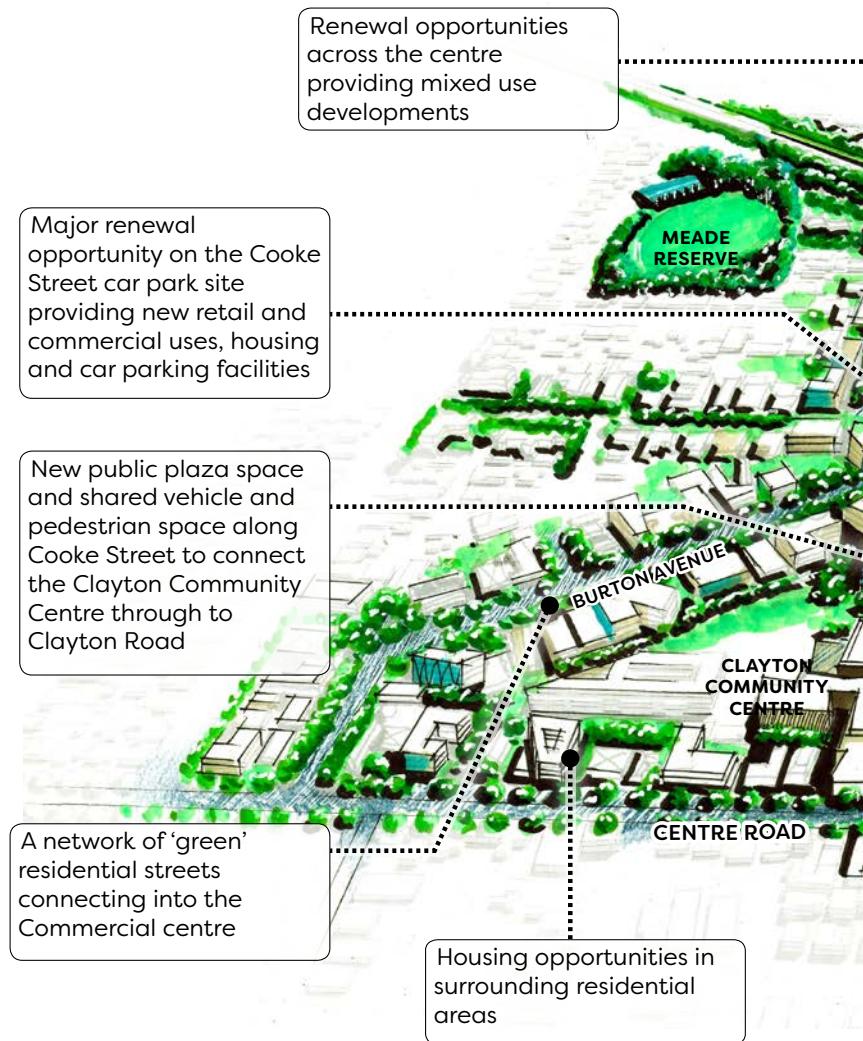 Renewal opportunities
across the centre
providing mixed use
developments
MEADE
RESERVE
Major renewal
opportunity on the Cooke
Street car park site
providing new retail and
commercial uses, housing
and car parking facilities
New public plaza space
and shared vehicle and
pedestrian space along
Cooke Street to connect
the Clayton Community
Centre through to
Clayton Road
BURTON AVENUE
CLAYTON
COMMUNITY
CENTRE
CENTRE ROAD
A network of ‘green’
residential streets
connecting into the
Commercial centre
Housing opportunities in
surrounding residential
areas